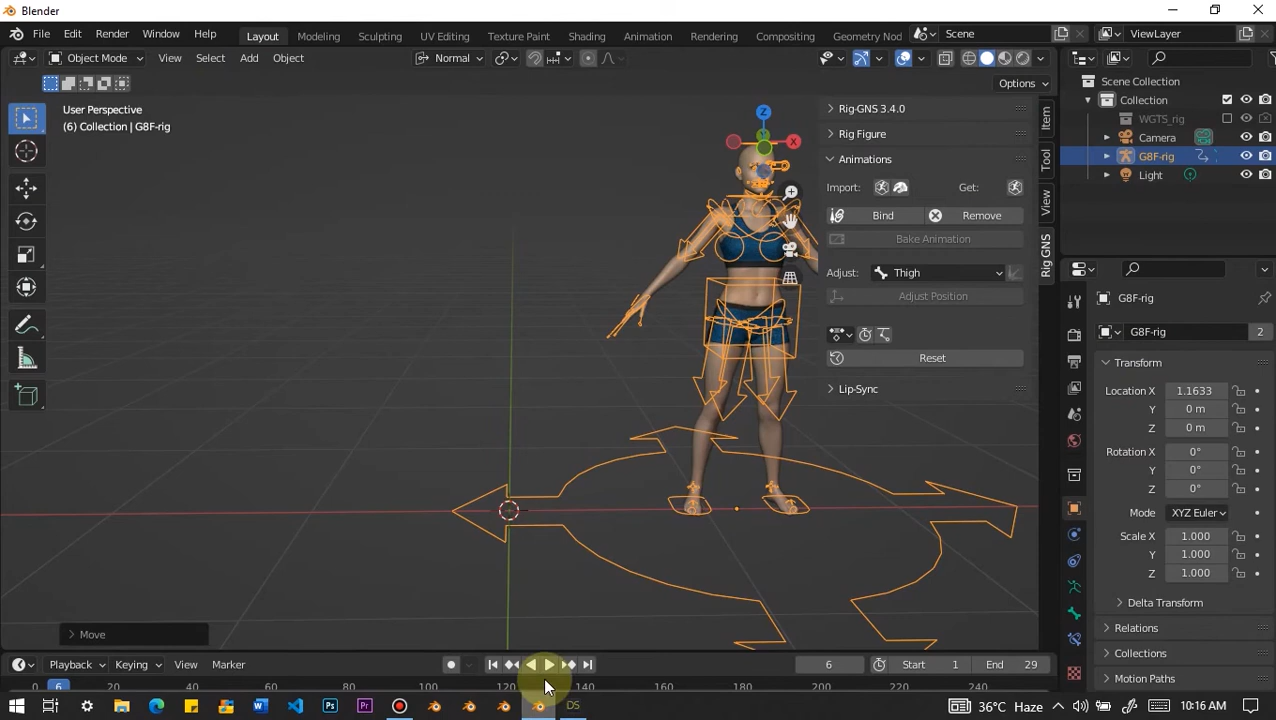 Blender
File Edit Render Window Help Layout Modeling Sculpting UV Editing Texture Paint Shading Animation Rendering Compositing Geometry Nod Scene ViewLayer
Object Mode View Select Add Object Normal
Options
User Perspective
(6) Collection | G8F-rig
Z
X
Rig-GNS 3.4.0
Rig Figure
Animations
Import: Get:
Bind Remove
Bake Animation
Adjust: Thigh
Adjust Position
Reset
Lip-Sync
Item
Tool
View
Rig GNS
Scene Collection
Collection
WGTS_rig
Camera
G8F-rig
Light
G8F-rig
G8F-rig 2
Transform
Location X 1.1633
Y 0 m
Z 0 m
Rotation X 0°
Y 0°
Z 0°
Mode XYZ Euler
Scale X 1.000
Y 1.000
Z 1.000
Delta Transform
Relations
Collections
Motion Paths
Move
Playback Keying View Marker 6 Start 1 End 29
0 6 20 40 60 80 100 120 140 160 180 200 220 240
W Ps Pr DS 36°C Haze 10:16 AM